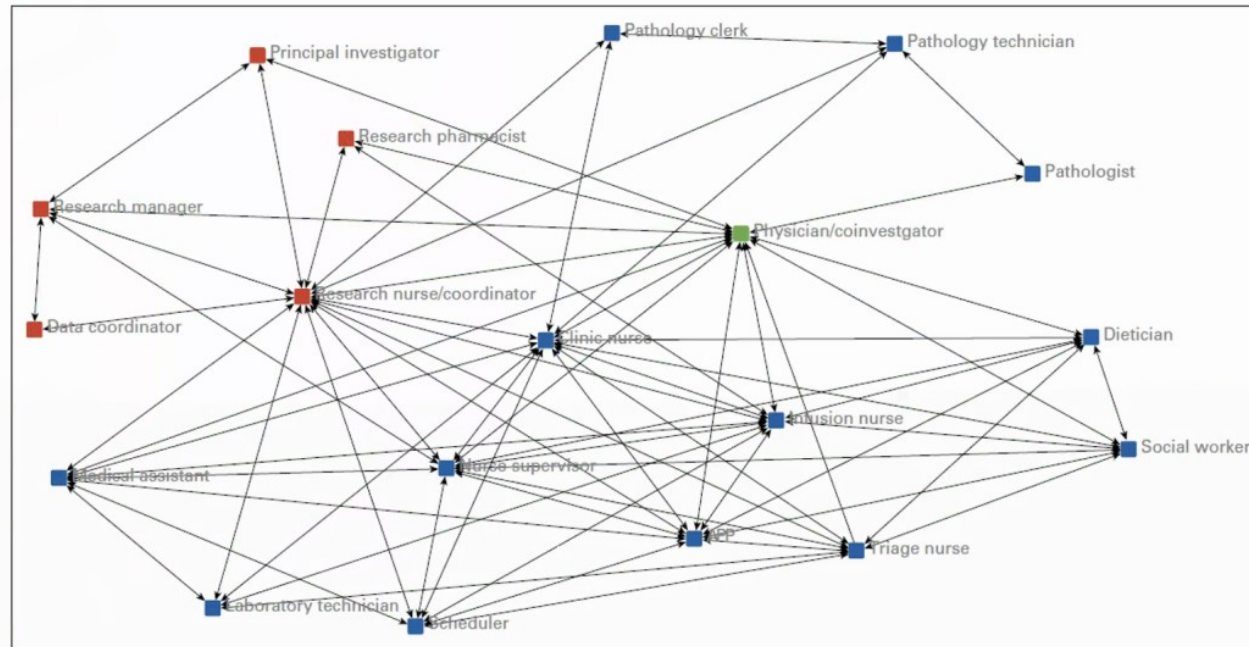 Pathology clerk
Pathology technician
Principal investigator
Research pharmacist
Pathologist
Research manager
Physician/coinvestgator
Research nurse/coordinator
Data coordinator
Clinic nurse
Dietician
Infusion nurse
Social worker
Nurse supervisor
Medical assistant
APP
Triage nurse
Laboratory technician
Scheduler